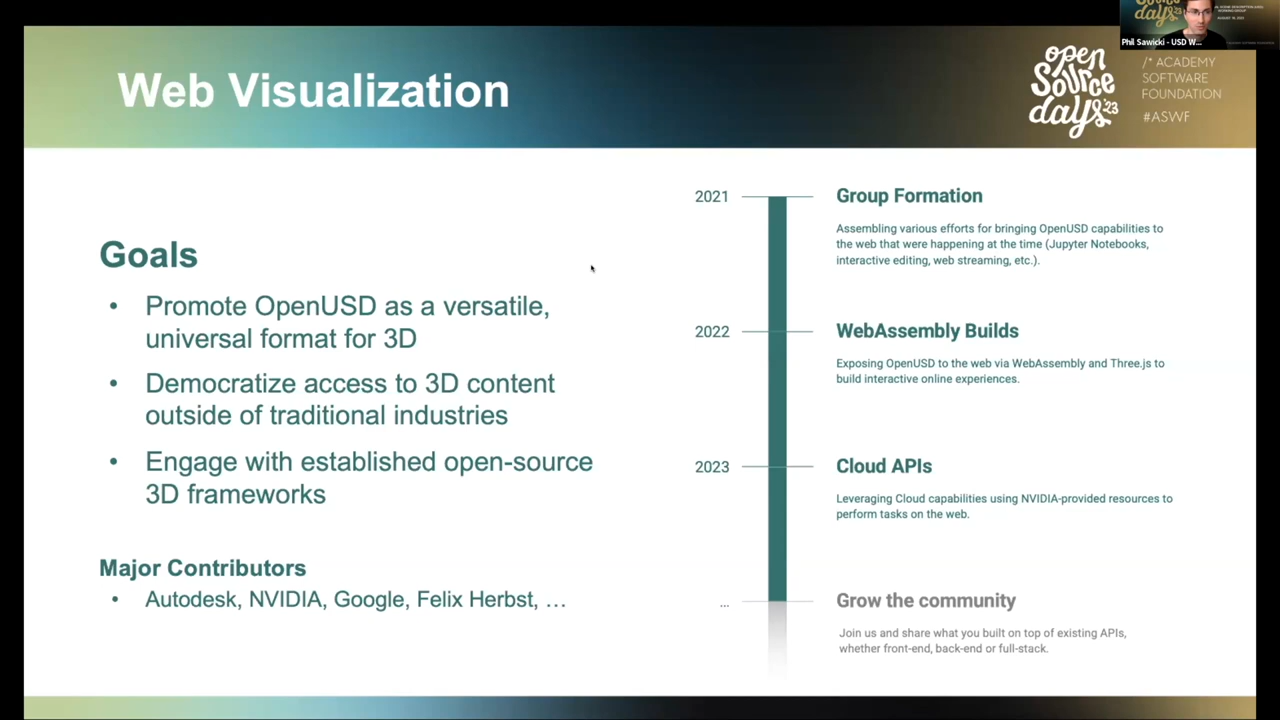 Web Visualization
open
Source
days '23
/* ACADEMY
SOFTWARE
FOUNDATION
#ASWF
Phil Sawicki - USD W...
Goals
• Promote OpenUSD as a versatile,
universal format for 3D
• Democratize access to 3D content
outside of traditional industries
• Engage with established open-source
3D frameworks
Major Contributors
• Autodesk, NVIDIA, Google, Felix Herbst, …
2021
Group Formation
Assembling various efforts for bringing OpenUSD capabilities to
the web that were happening at the time (Jupyter Notebooks,
interactive editing, web streaming, etc.).
2022
WebAssembly Builds
Exposing OpenUSD to the web via WebAssembly and Three.js to
build interactive online experiences.
2023
Cloud APIs
Leveraging Cloud capabilities using NVIDIA-provided resources to
perform tasks on the web.
...
Grow the community
Join us and share what you built on top of existing APIs,
whether front-end, back-end or full-stack.